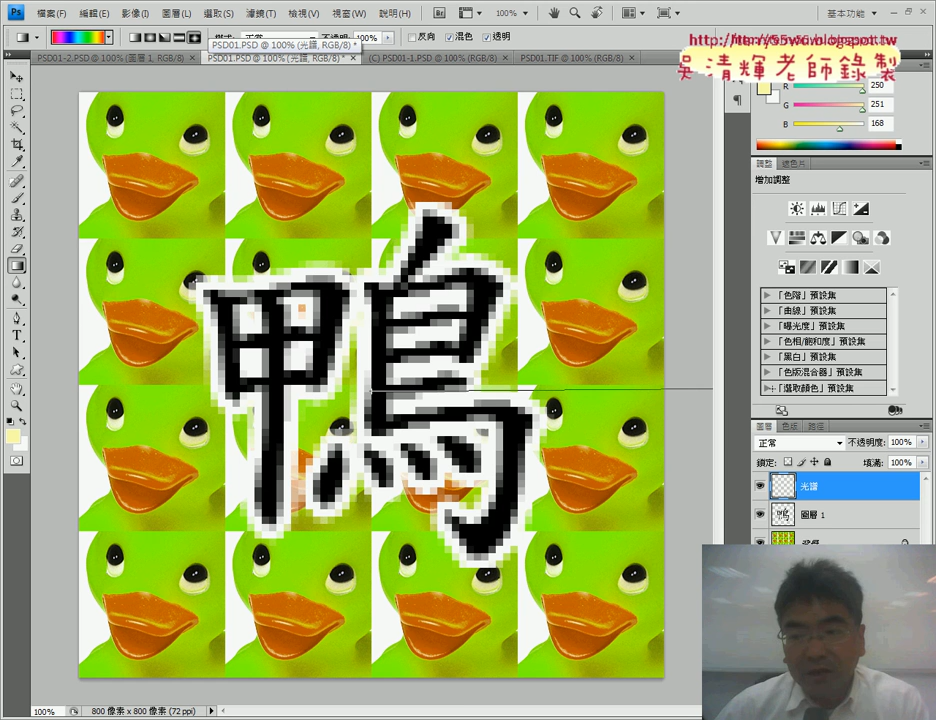 Ps 檔案(F) 編輯(E) 影像(I) 圖層(L) 選取(S) 濾鏡(T) 檢視(V) 視窗(W) 說明(H) Br 100% 基本功能
模式: 正常 100% 反向 混色 透明
PSD01.PSD @ 100% (光譜, RGB/8) *
PSD01-2.PSD @ 100% (圖層 1, RGB/8) PSD01.PSD @ 100% (光譜, RGB/8) * (C) PSD01-1.PSD @ 100% (RGB/8) PSD01.TIF @ 100% (RGB/8)
吳清輝老師錄製
R 250
G 251
B 168
調整 遮色片
增加調整
「色階」預設集
「曲線」預設集
「曝光度」預設集
「色相/飽和度」預設集
「黑白」預設集
「色版混合器」預設集
「選取顏色」預設集
圖層 色版 路徑
正常 不透明度: 100%
鎖定: 填滿: 100%
光譜
圖層 1
鴨
100% 800 像素 x 800 像素 (72 ppi)